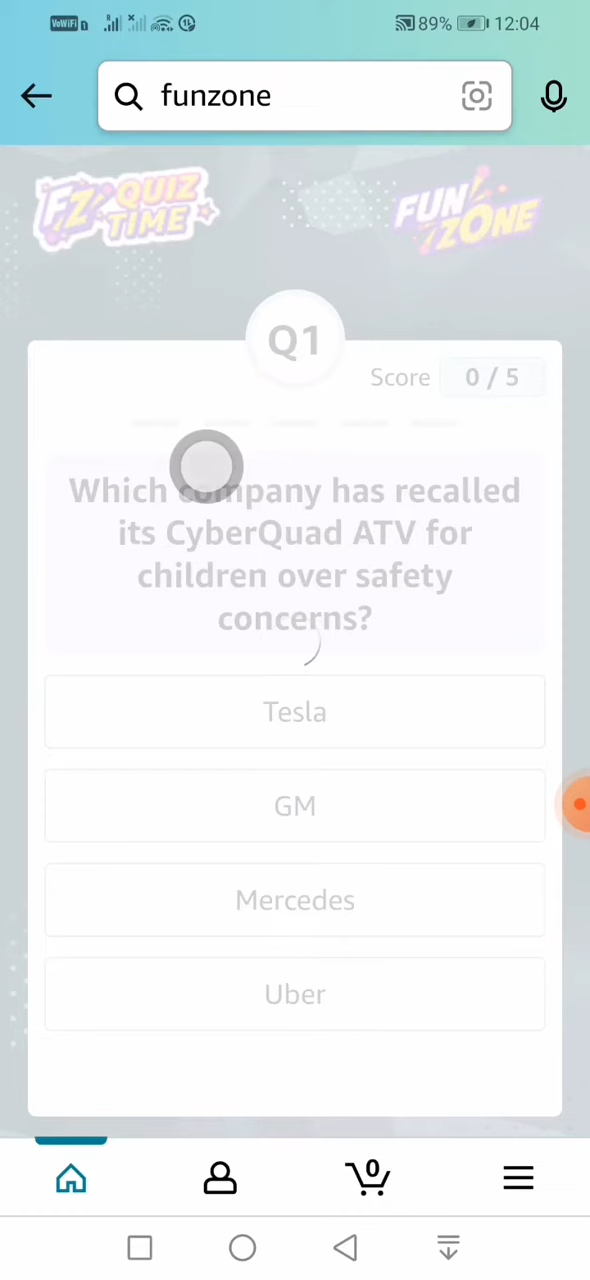 VoWiFi
89% 12:04
funzone
FZ QUIZ TIME
FUN ZONE
Q1
Score 0 / 5
Which company has recalled
its CyberQuad ATV for
children over safety
concerns?
Tesla
GM
Mercedes
Uber
0